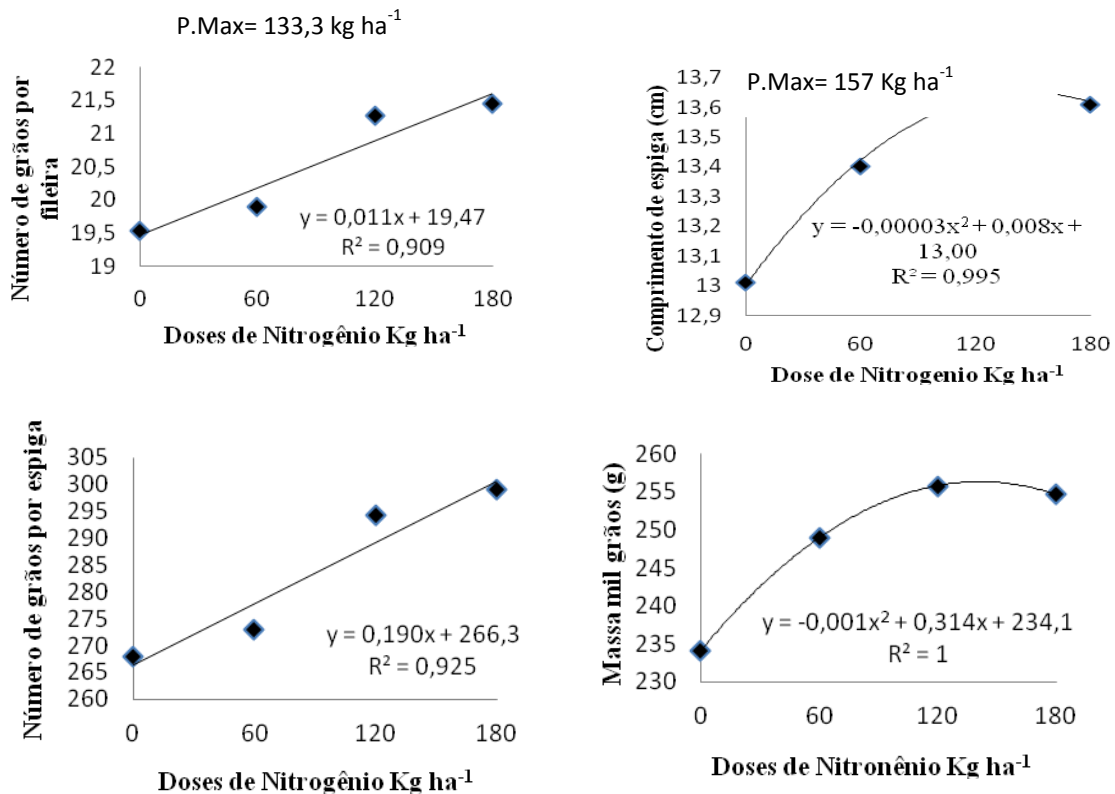 P.Max= 133,3 kg ha-1
Número de grãos por
fileira
22
21,5
21
20,5
20
19,5
19
y = 0,011x + 19,47
R² = 0,909
0 60 120 180
Doses de Nitrogênio Kg ha-1
P.Max= 157 Kg ha-1
Comprimento de espiga (cm)
13,7
13,6
13,4
13,3
13,2
13,1
13
12,9
y = -0,00003x² + 0,008x +
13,00
R² = 0,995
0 60 120 180
Dose de Nitrogenio Kg ha-1
Número de grãos por espiga
305
300
295
290
285
280
275
270
265
260
y = 0,190x + 266,3
R² = 0,925
0 60 120 180
Doses de Nitrogênio Kg ha-1
Massa mil grãos (g)
260
255
250
245
240
235
230
y = -0,001x² + 0,314x + 234,1
R² = 1
0 60 120 180
Doses de Nitronênio Kg ha-1